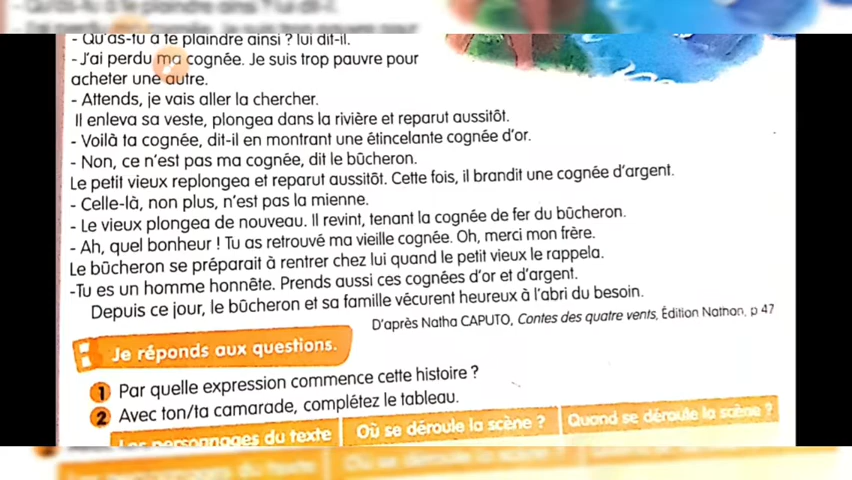 - Qu'as-tu à te plaindre ainsi ? lui dit-il.
- J'ai perdu ma cognée. Je suis trop pauvre pour
acheter une autre.
- Attends, je vais aller la chercher.
Il enleva sa veste, plongea dans la rivière et reparut aussitôt.
- Voilà ta cognée, dit-il en montrant une étincelante cognée d'or.
- Non, ce n'est pas ma cognée, dit le bûcheron.
Le petit vieux replongea et reparut aussitôt. Cette fois, il brandit une cognée d'argent.
- Celle-là, non plus, n'est pas la mienne.
- Le vieux plongea de nouveau. Il revint, tenant la cognée de fer du bûcheron.
- Ah, quel bonheur ! Tu as retrouvé ma vieille cognée. Oh, merci mon frère.
Le bûcheron se préparait à rentrer chez lui quand le petit vieux le rappela.
-Tu es un homme honnête. Prends aussi ces cognées d'or et d'argent.
Depuis ce jour, le bûcheron et sa famille vécurent heureux à l'abri du besoin.
D'après Natha CAPUTO, Contes des quatre vents, Édition Nathan, p 47
Je réponds aux questions.
1 Par quelle expression commence cette histoire ?
2 Avec ton/ta camarade, complétez le tableau.
Les personnages du texte Où se déroule la scène ? Quand se déroule la scène ?